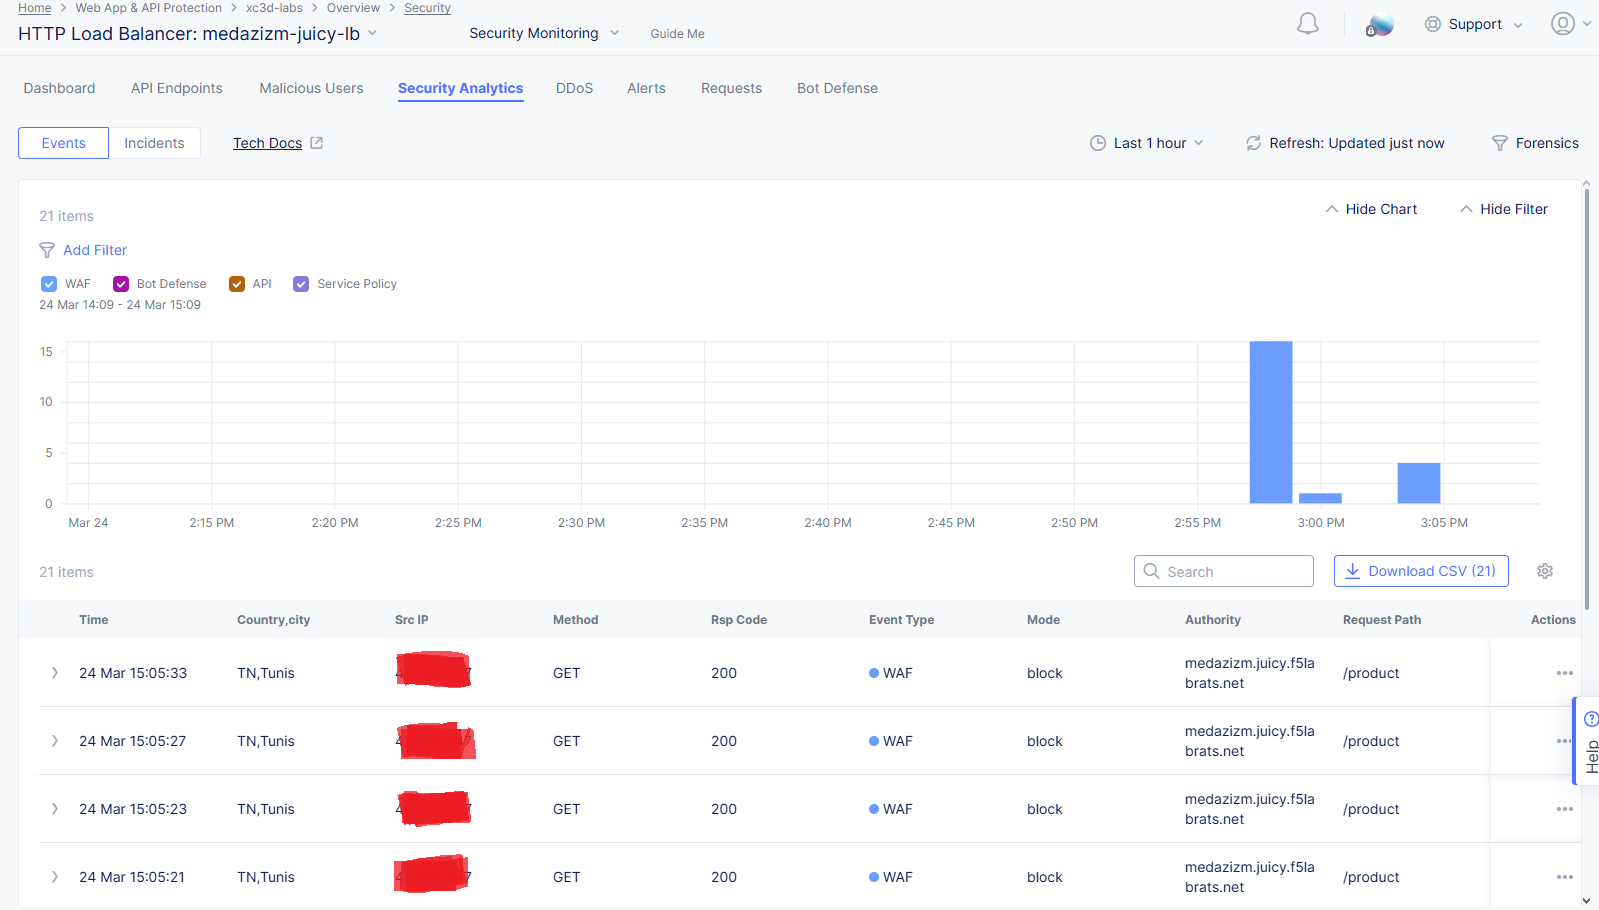 Home > Web App & API Protection > xc3d-labs > Overview > Security
HTTP Load Balancer: medazizm-juicy-lb
Security Monitoring
Guide Me
Support
Dashboard API Endpoints Malicious Users Security Analytics DDoS Alerts Requests Bot Defense
Events Incidents Tech Docs
Last 1 hour
Refresh: Updated just now
Forensics
21 items
Hide Chart
Hide Filter
Add Filter
WAF Bot Defense API Service Policy
24 Mar 14:09 - 24 Mar 15:09
15
10
5
0
Mar 24 2:15 PM 2:20 PM 2:25 PM 2:30 PM 2:35 PM 2:40 PM 2:45 PM 2:50 PM 2:55 PM 3:00 PM 3:05 PM
21 items
Search
Download CSV (21)
Time Country,city Src IP Method Rsp Code Event Type Mode Authority Request Path Actions
24 Mar 15:05:33 TN,Tunis GET 200 WAF block medazizm.juicy.f5la /product
brats.net
24 Mar 15:05:27 TN,Tunis GET 200 WAF block medazizm.juicy.f5la /product
brats.net
24 Mar 15:05:23 TN,Tunis GET 200 WAF block medazizm.juicy.f5la /product
brats.net
24 Mar 15:05:21 TN,Tunis GET 200 WAF block medazizm.juicy.f5la /product
brats.net
Help